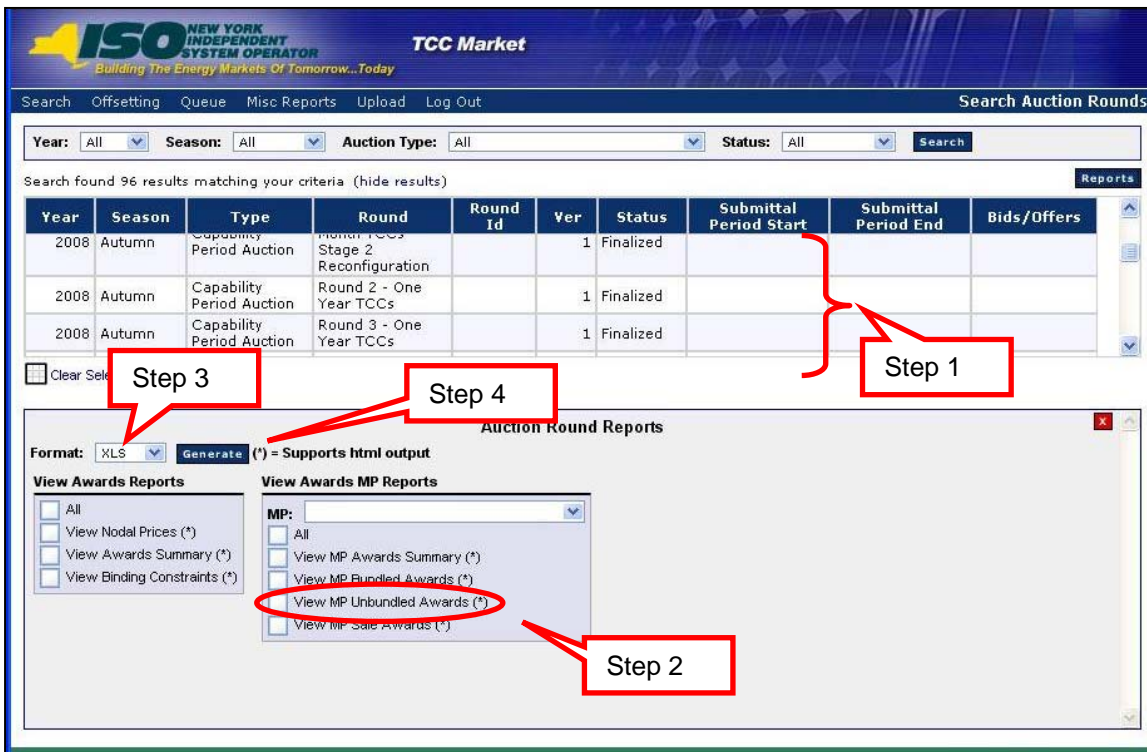 NEW YORK
INDEPENDENT
SYSTEM OPERATOR
ISO
Building The Energy Markets Of Tomorrow...Today
TCC Market
Search Offsetting Queue Misc Reports Upload Log Out Search Auction Rounds
Year: All Season: All Auction Type: All Status: All Search
Search found 96 results matching your criteria (hide results)
Reports
Year Season Type Round Round Id Ver Status Submittal Period Start Submittal Period End Bids/Offers
2008 Autumn Capability Period Auction Month TCCs Stage 2 Reconfiguration 1 Finalized
2008 Autumn Capability Period Auction Round 2 - One Year TCCs 1 Finalized
2008 Autumn Capability Period Auction Round 3 - One Year TCCs 1 Finalized
Step 1
Clear
Step 3
Step 4
Auction Round Reports
X
Format: XLS Generate (*) = Supports html output
View Awards Reports
All
View Nodal Prices (*)
View Awards Summary (*)
View Binding Constraints (*)
View Awards MP Reports
MP:
All
View MP Awards Summary (*)
View MP Bundled Awards (*)
View MP Unbundled Awards (*)
View MP Sale Awards (*)
Step 2